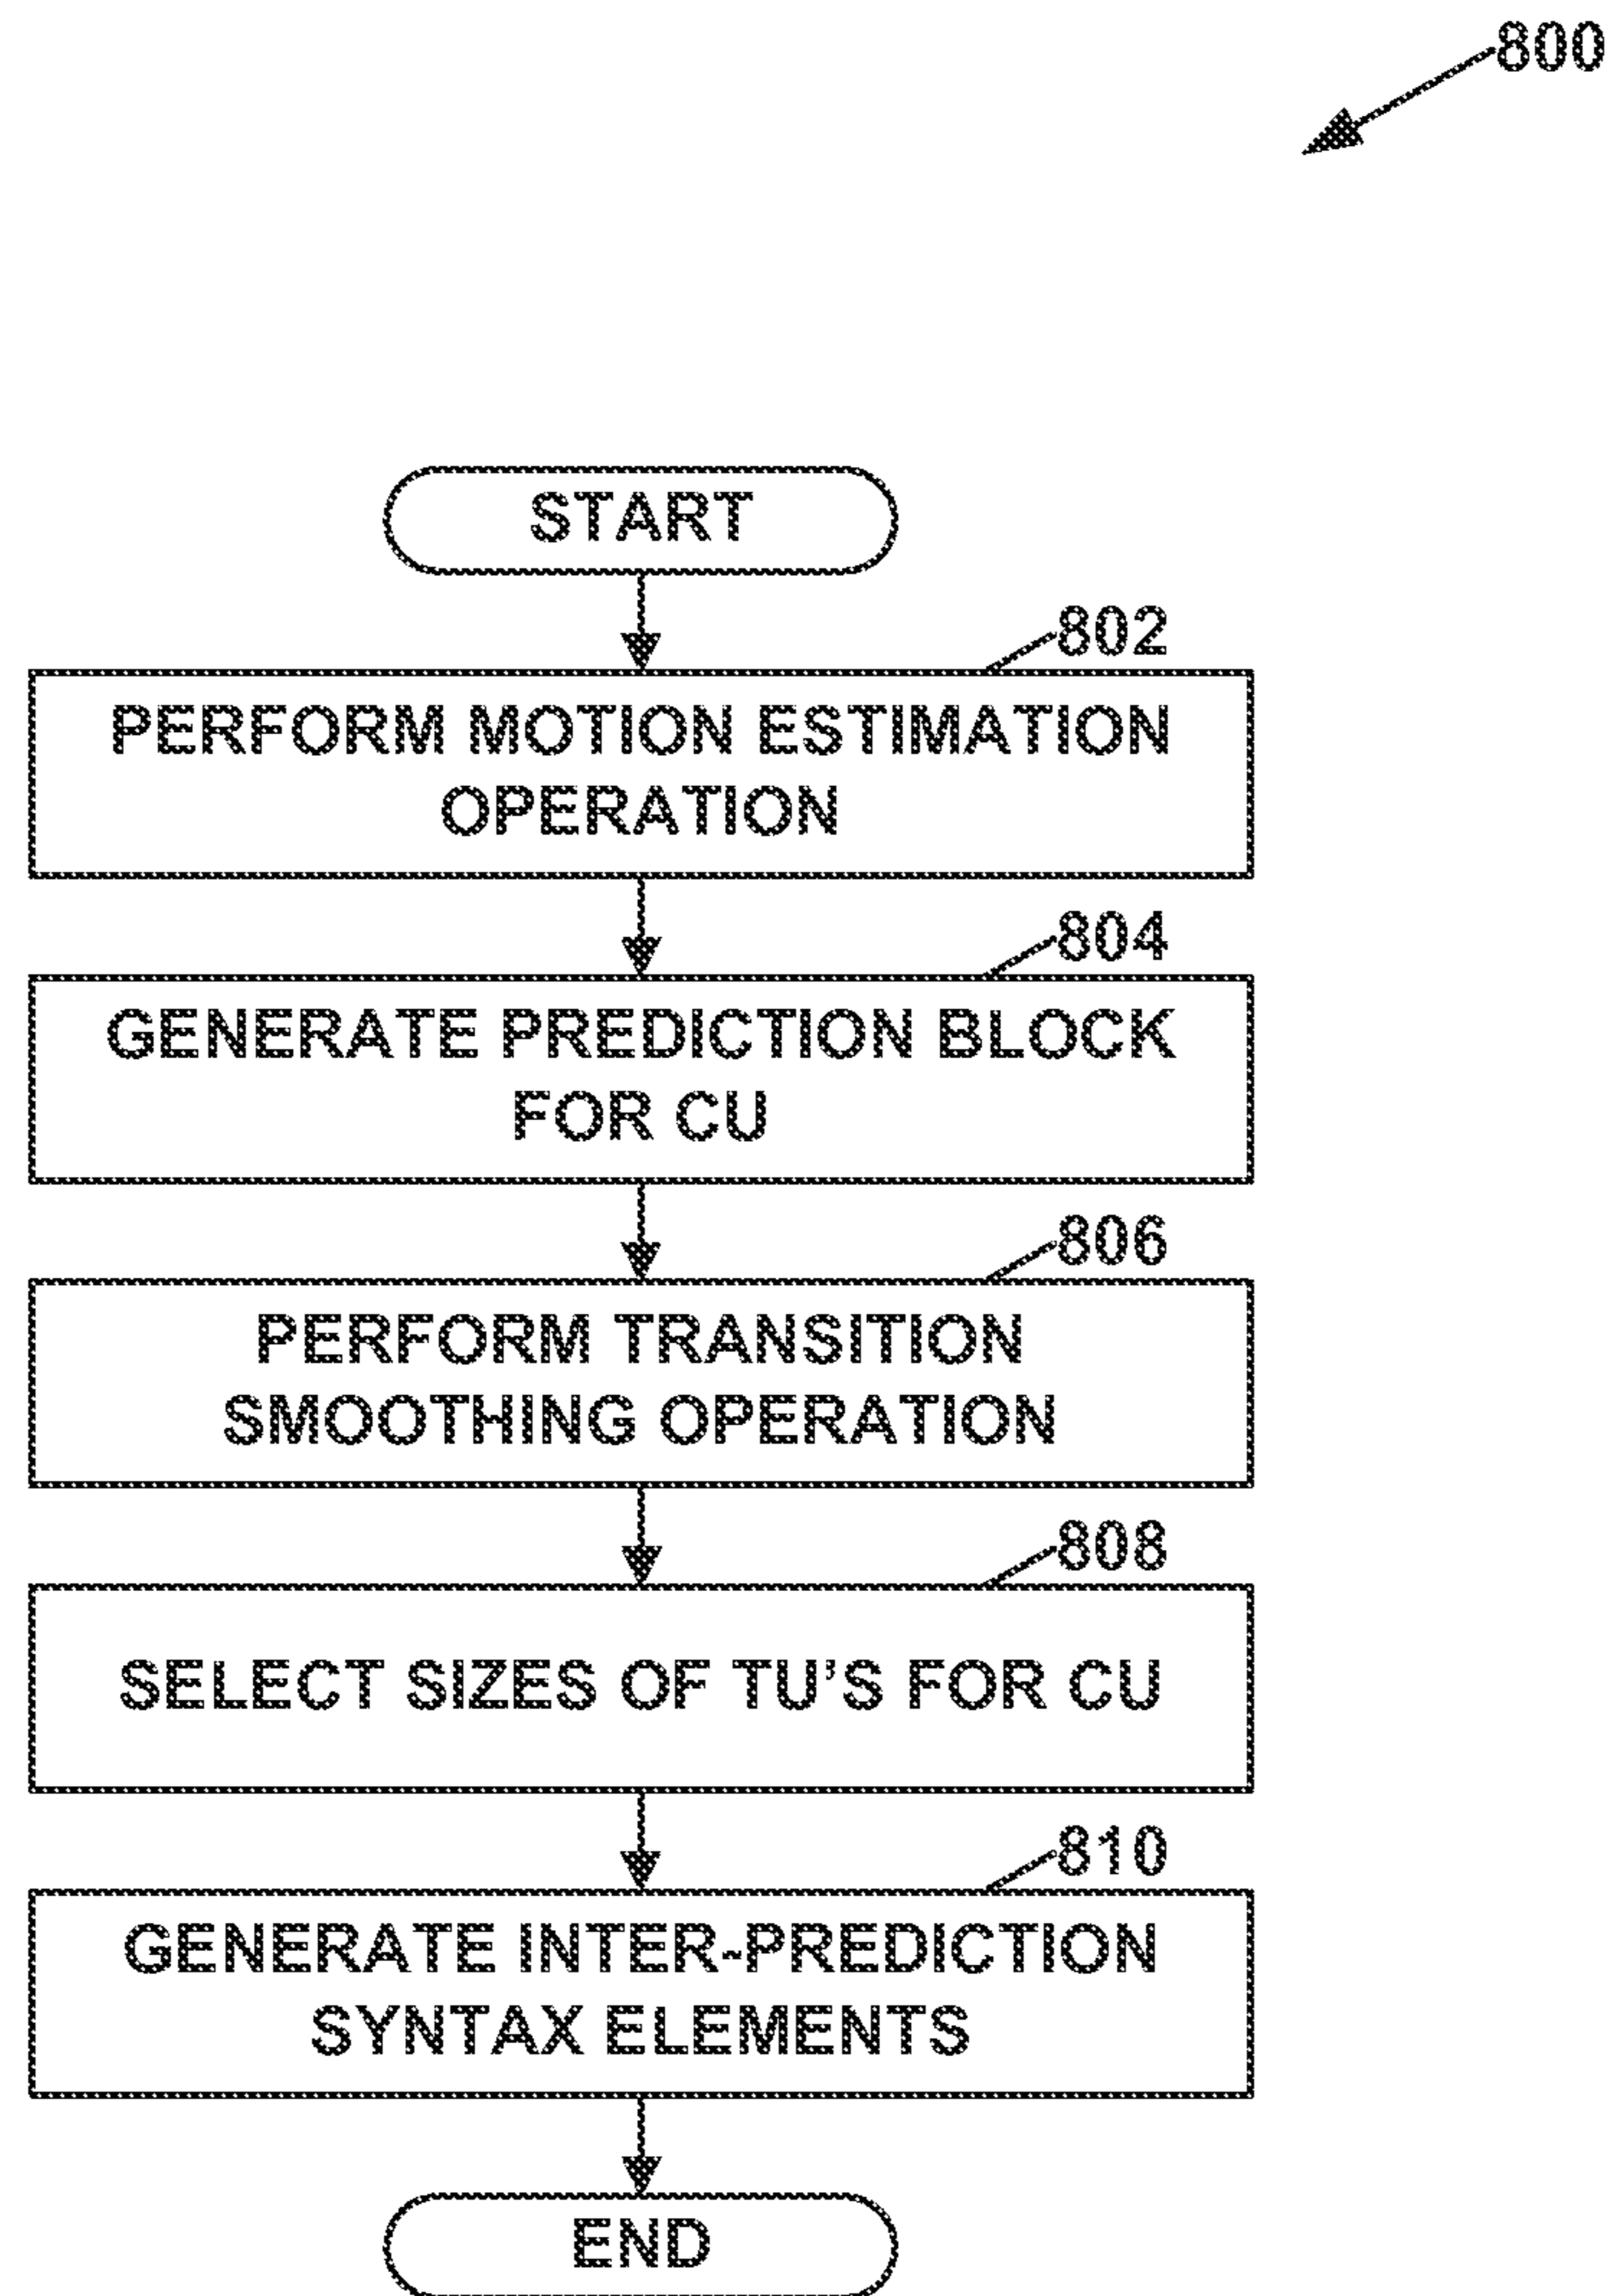 800
START
802
PERFORM MOTION ESTIMATION
OPERATION
804
GENERATE PREDICTION BLOCK
FOR CU
806
PERFORM TRANSITION
SMOOTHING OPERATION
808
SELECT SIZES OF TU’S FOR CU
810
GENERATE INTER-PREDICTION
SYNTAX ELEMENTS
END